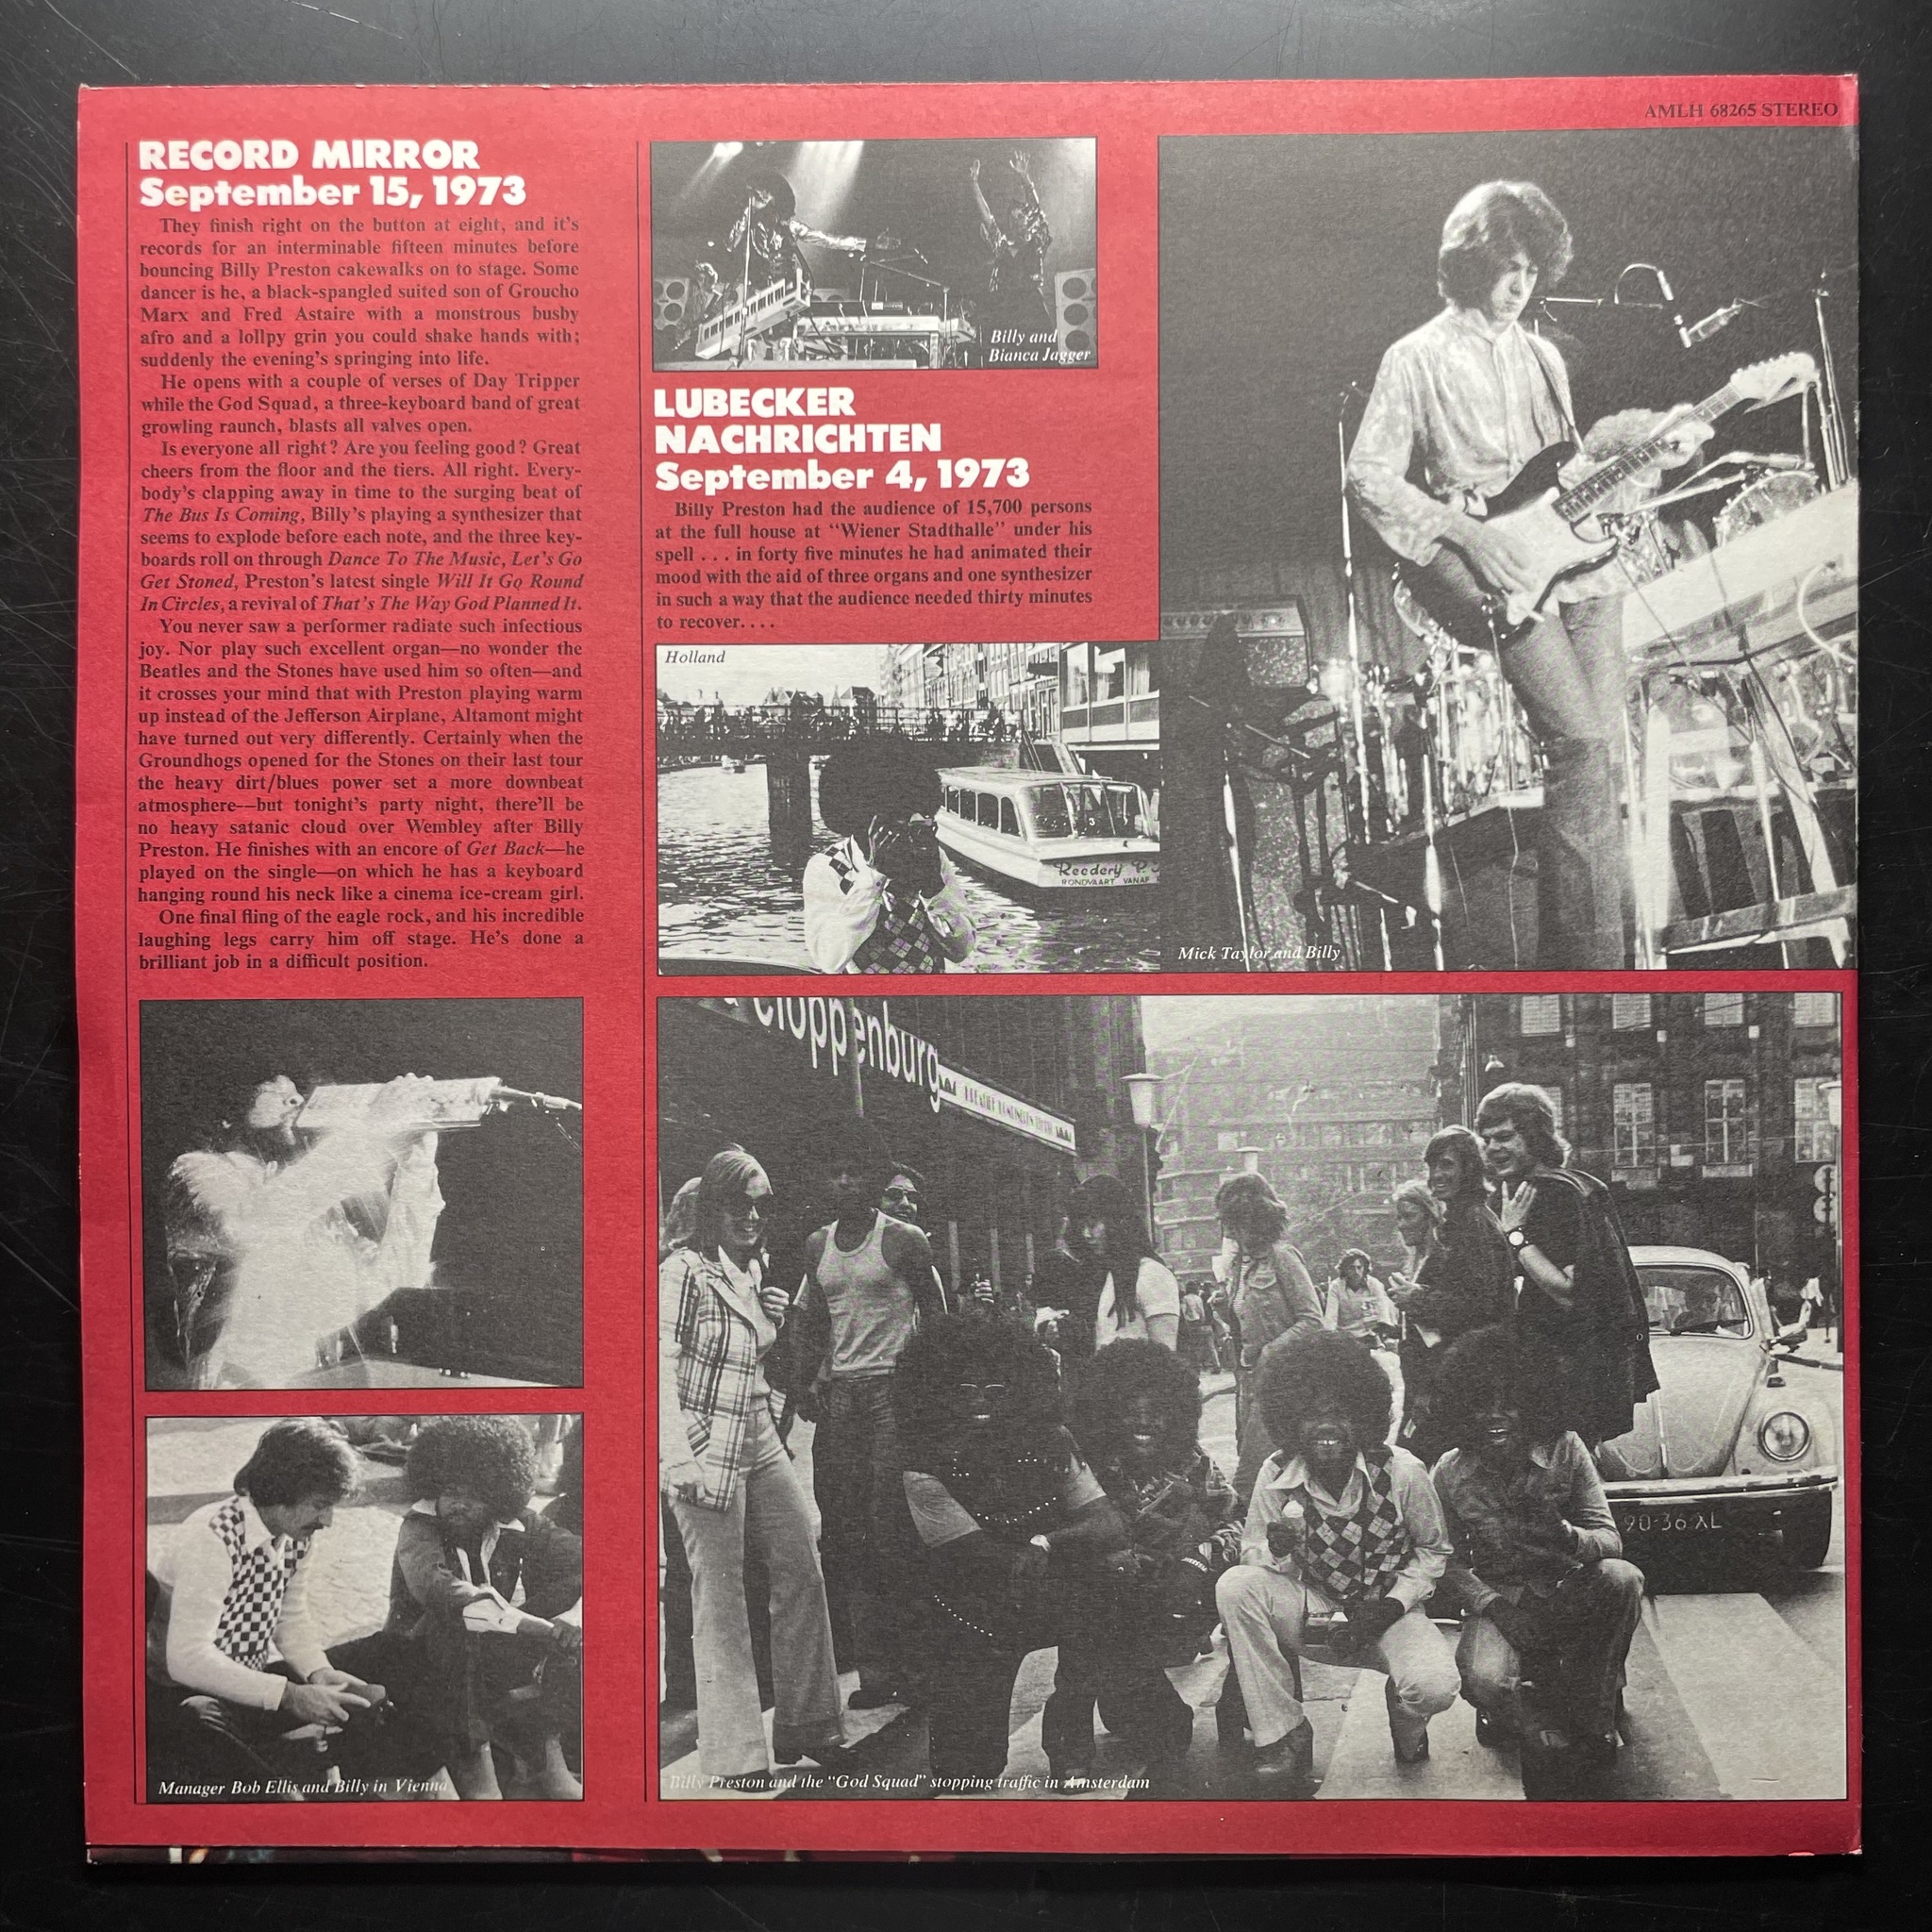 AMLH 68265 STEREO
RECORD MIRROR
September 15, 1973
They finish right on the button at eight, and it's
records for an interminable fifteen minutes before
bouncing Billy Preston cakewalks on to stage. Some
dancer is he, a black-spangled suited son of Groucho
Marx and Fred Astaire with a monstrous busby
afro and a lollpy grin you could shake hands with;
suddenly the evening's springing into life.
He opens with a couple of verses of Day Tripper
while the God Squad, a three-keyboard band of great
growling raunch, blasts all valves open.
Is everyone all right? Are you feeling good? Great
cheers from the floor and the tiers. All right. Every-
body's clapping away in time to the surging beat of
The Bus Is Coming, Billy's playing a synthesizer that
seems to explode before each note, and the three key-
boards roll on through Dance To The Music, Let's Go
Get Stoned, Preston's latest single Will It Go Round
In Circles, a revival of That's The Way God Planned It.
You never saw a performer radiate such infectious
joy. Nor play such excellent organ—no wonder the
Beatles and the Stones have used him so often—and
it crosses your mind that with Preston playing warm
up instead of the Jefferson Airplane, Altamont might
have turned out very differently. Certainly when the
Groundhogs opened for the Stones on their last tour
the heavy dirt/blues power set a more downbeat
atmosphere—but tonight's party night, there'll be
no heavy satanic cloud over Wembley after Billy
Preston. He finishes with an encore of Get Back—he
played on the single—on which he has a keyboard
hanging round his neck like a cinema ice-cream girl.
One final fling of the eagle rock, and his incredible
laughing legs carry him off stage. He's done a
brilliant job in a difficult position.
Manager Bob Ellis and Billy in Vienna
Billy and
Bianca Jagger
LUBECKER
NACHRICHTEN
September 4, 1973
Billy Preston had the audience of 15,700 persons
at the full house at "Wiener Stadthalle" under his
spell . . . in forty five minutes he had animated their
mood with the aid of three organs and one synthesizer
in such a way that the audience needed thirty minutes
to recover. . . .
Holland
Reederij P.
RONDVAART VANAF
Mick Taylor and Billy
Cloppenburg
90-36 XL
Billy Preston and the "God Squad" stopping traffic in Amsterdam